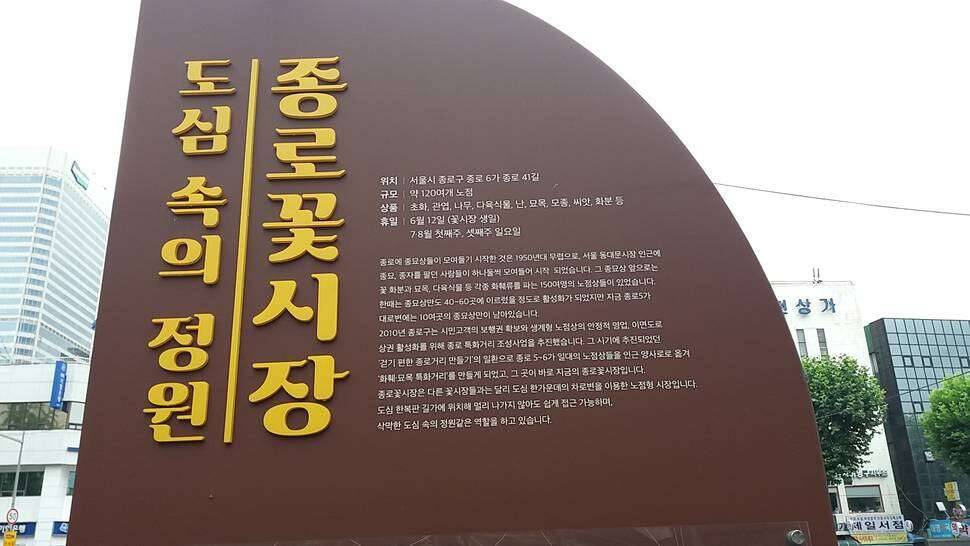 종로꽃시장
도심 속의 정원
위치 | 서울시 종로구 종로 6가 종로 41길
규모 | 약 120여개 노점
상품 | 초화, 관엽, 나무, 다육식물, 난, 묘목, 모종, 씨앗, 화분 등
휴일 | 6월 12일 (꽃시장 생일)
7·8월 첫째주, 셋째주 일요일
종로에 종묘상들이 모여들기 시작한 것은 1950년대 무렵으로, 서울 동대문시장 인근에
종묘, 종자를 팔던 사람들이 하나둘씩 모여들어 시작 되었습니다. 그 종묘상 앞으로는
꽃 화분과 묘목, 다육식물 등 각종 화훼류를 파는 150여명의 노점상들이 있었습니다.
한때는 종묘상만도 40~60곳에 이르렀을 정도로 활성화가 되었지만 지금 종로5가
대로변에는 10여곳의 종묘상만이 남아있습니다.
2010년 종로구는 시민고객의 보행권 확보와 생계형 노점상의 안정적 영업, 이면도로
상권 활성화를 위해 종로 특화거리 조성사업을 추진했습니다. 그 시기에 추진되었던
'걷기 편한 종로거리 만들기'의 일환으로 종로 5~6가 일대의 노점상들을 인근 양사로로 옮겨
'화훼·묘목 특화거리'를 만들게 되었고, 그 곳이 바로 지금의 종로꽃시장입니다.
종로꽃시장은 다른 꽃시장들과는 달리 도심 한가운데의 차로변을 이용한 노점형 시장입니다.
도심 한복판 길가에 위치해 멀리 나가지 않아도 쉽게 접근 가능하며,
삭막한 도심 속의 정원같은 역할을 하고 있습니다.
상가
제일서점